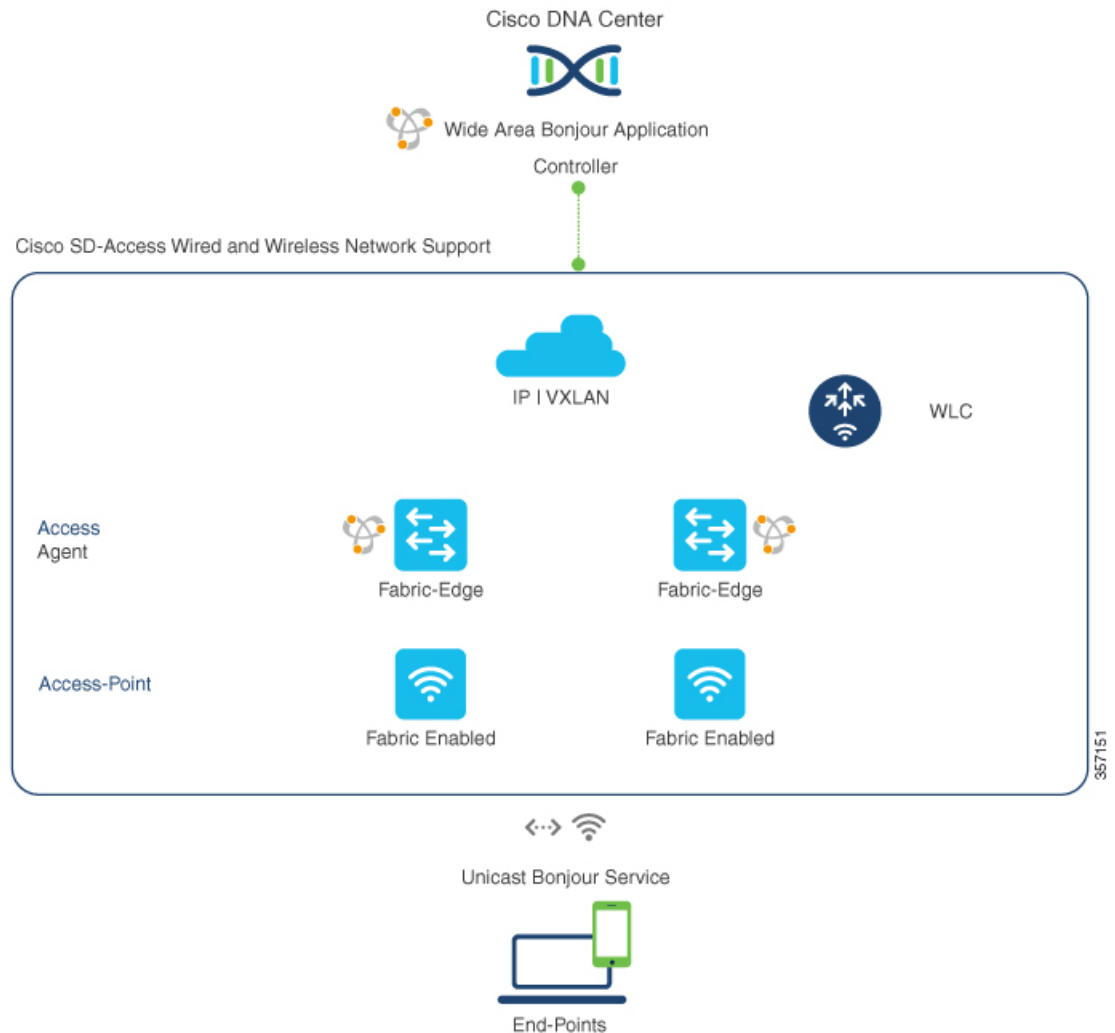 Cisco DNA Center
Wide Area Bonjour Application
Controller
Cisco SD-Access Wired and Wireless Network Support
IP | VXLAN
WLC
Access
Agent
Fabric-Edge
Fabric-Edge
Access-Point
Fabric Enabled
Fabric Enabled
357151
Unicast Bonjour Service
End-Points